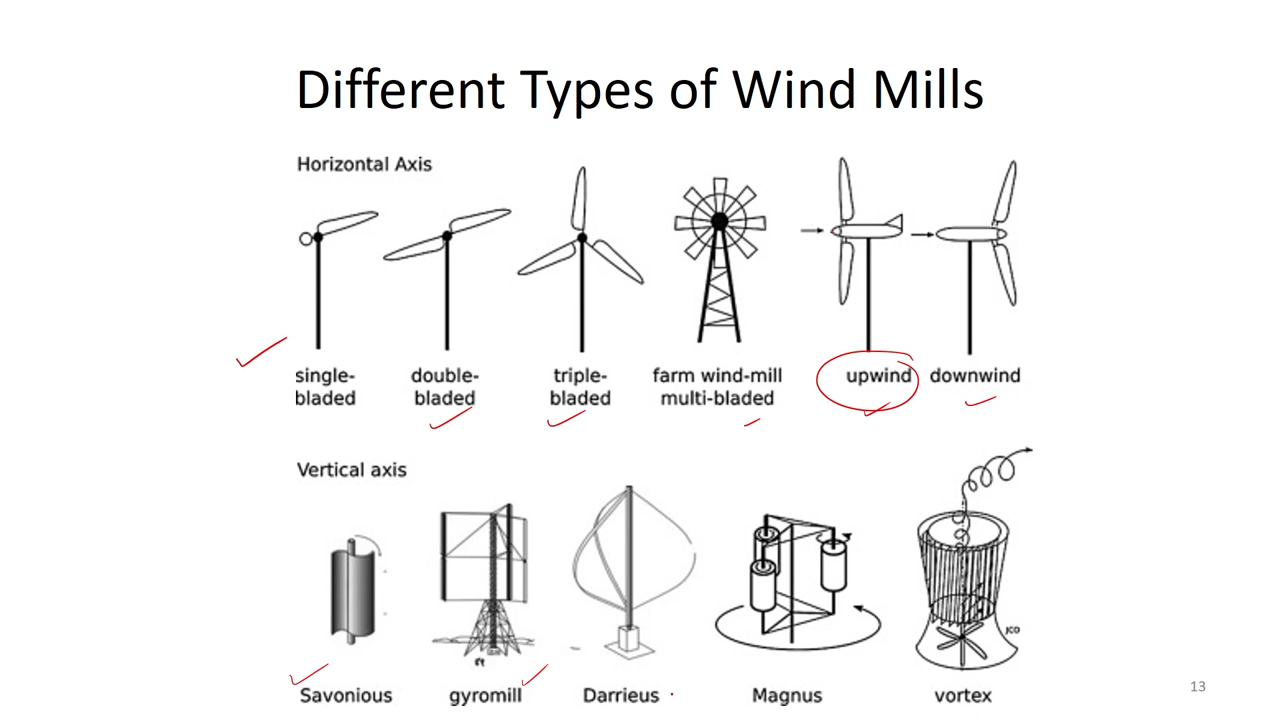 Different Types of Wind Mills
Horizontal Axis
single-
bladed
double-
bladed
triple-
bladed
farm wind-mill
multi-bladed
upwind
downwind
Vertical axis
JCO
Savonious
gyromill
Darrieus
Magnus
vortex
13